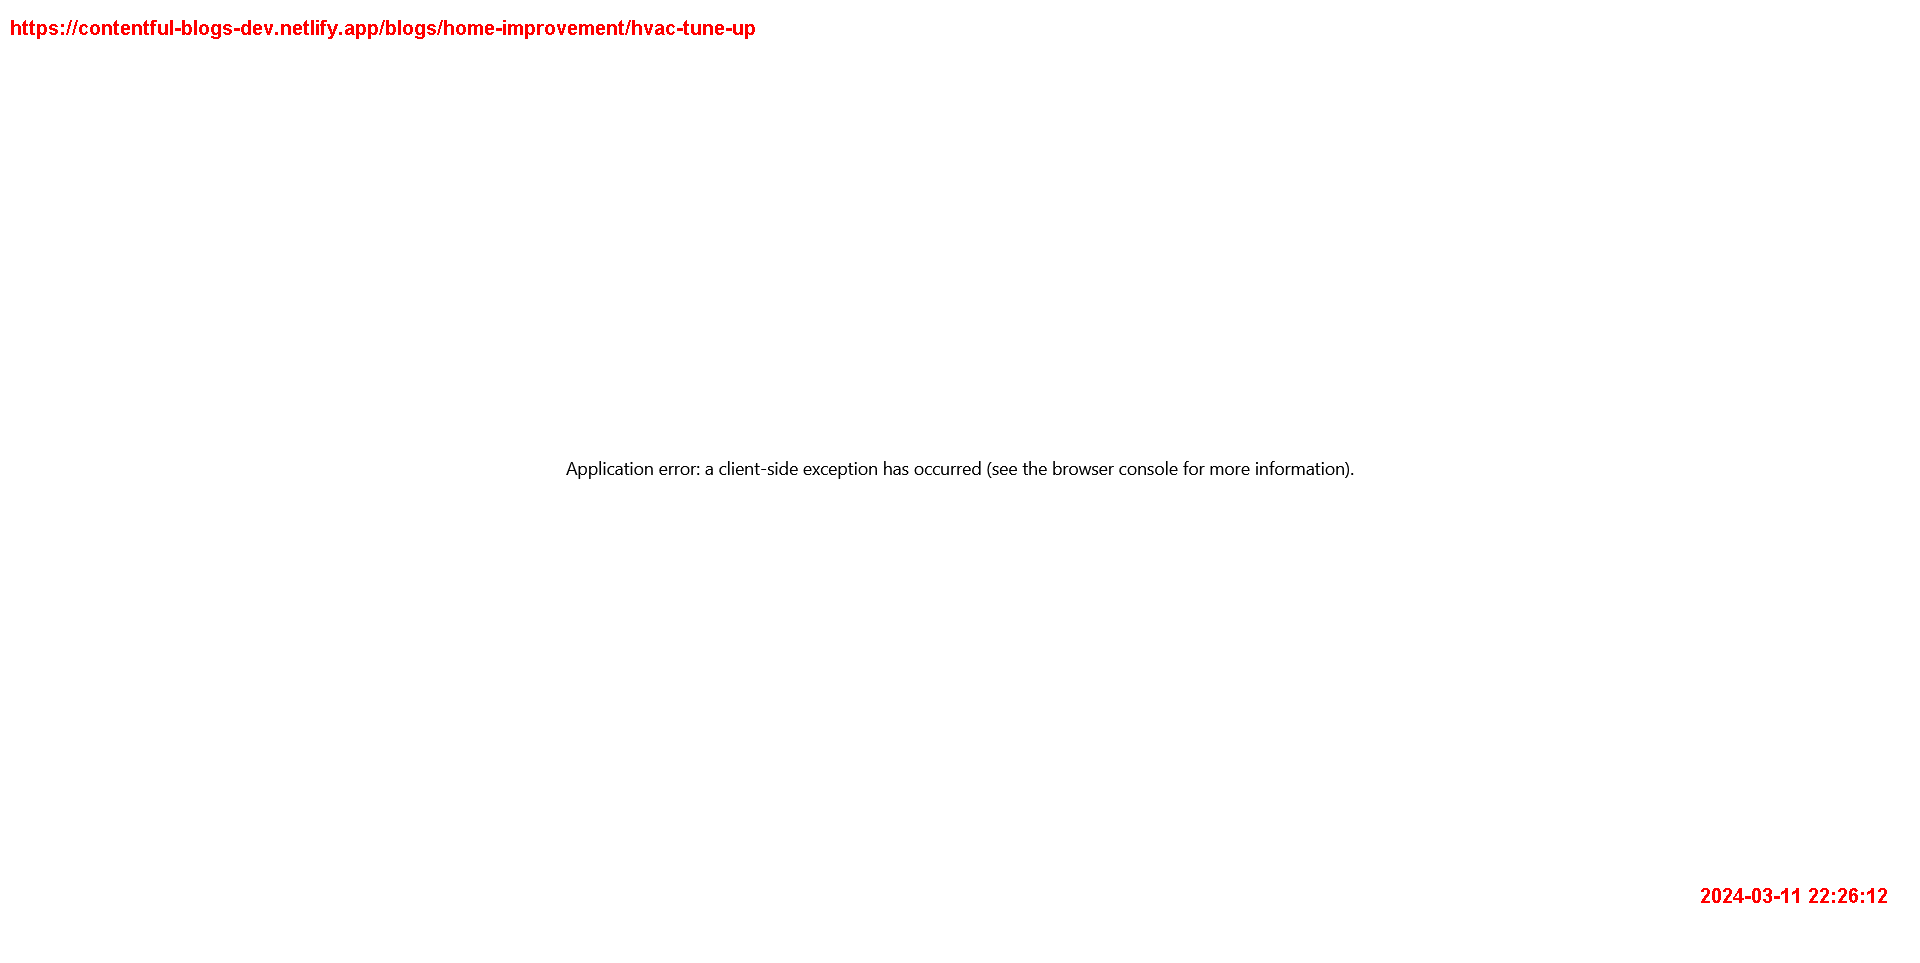 https://contentful-blogs-dev.netlify.app/blogs/home-improvement/hvac-tune-up
Application error: a client-side exception has occurred (see the browser console for more information).
2024-03-11 22:26:12